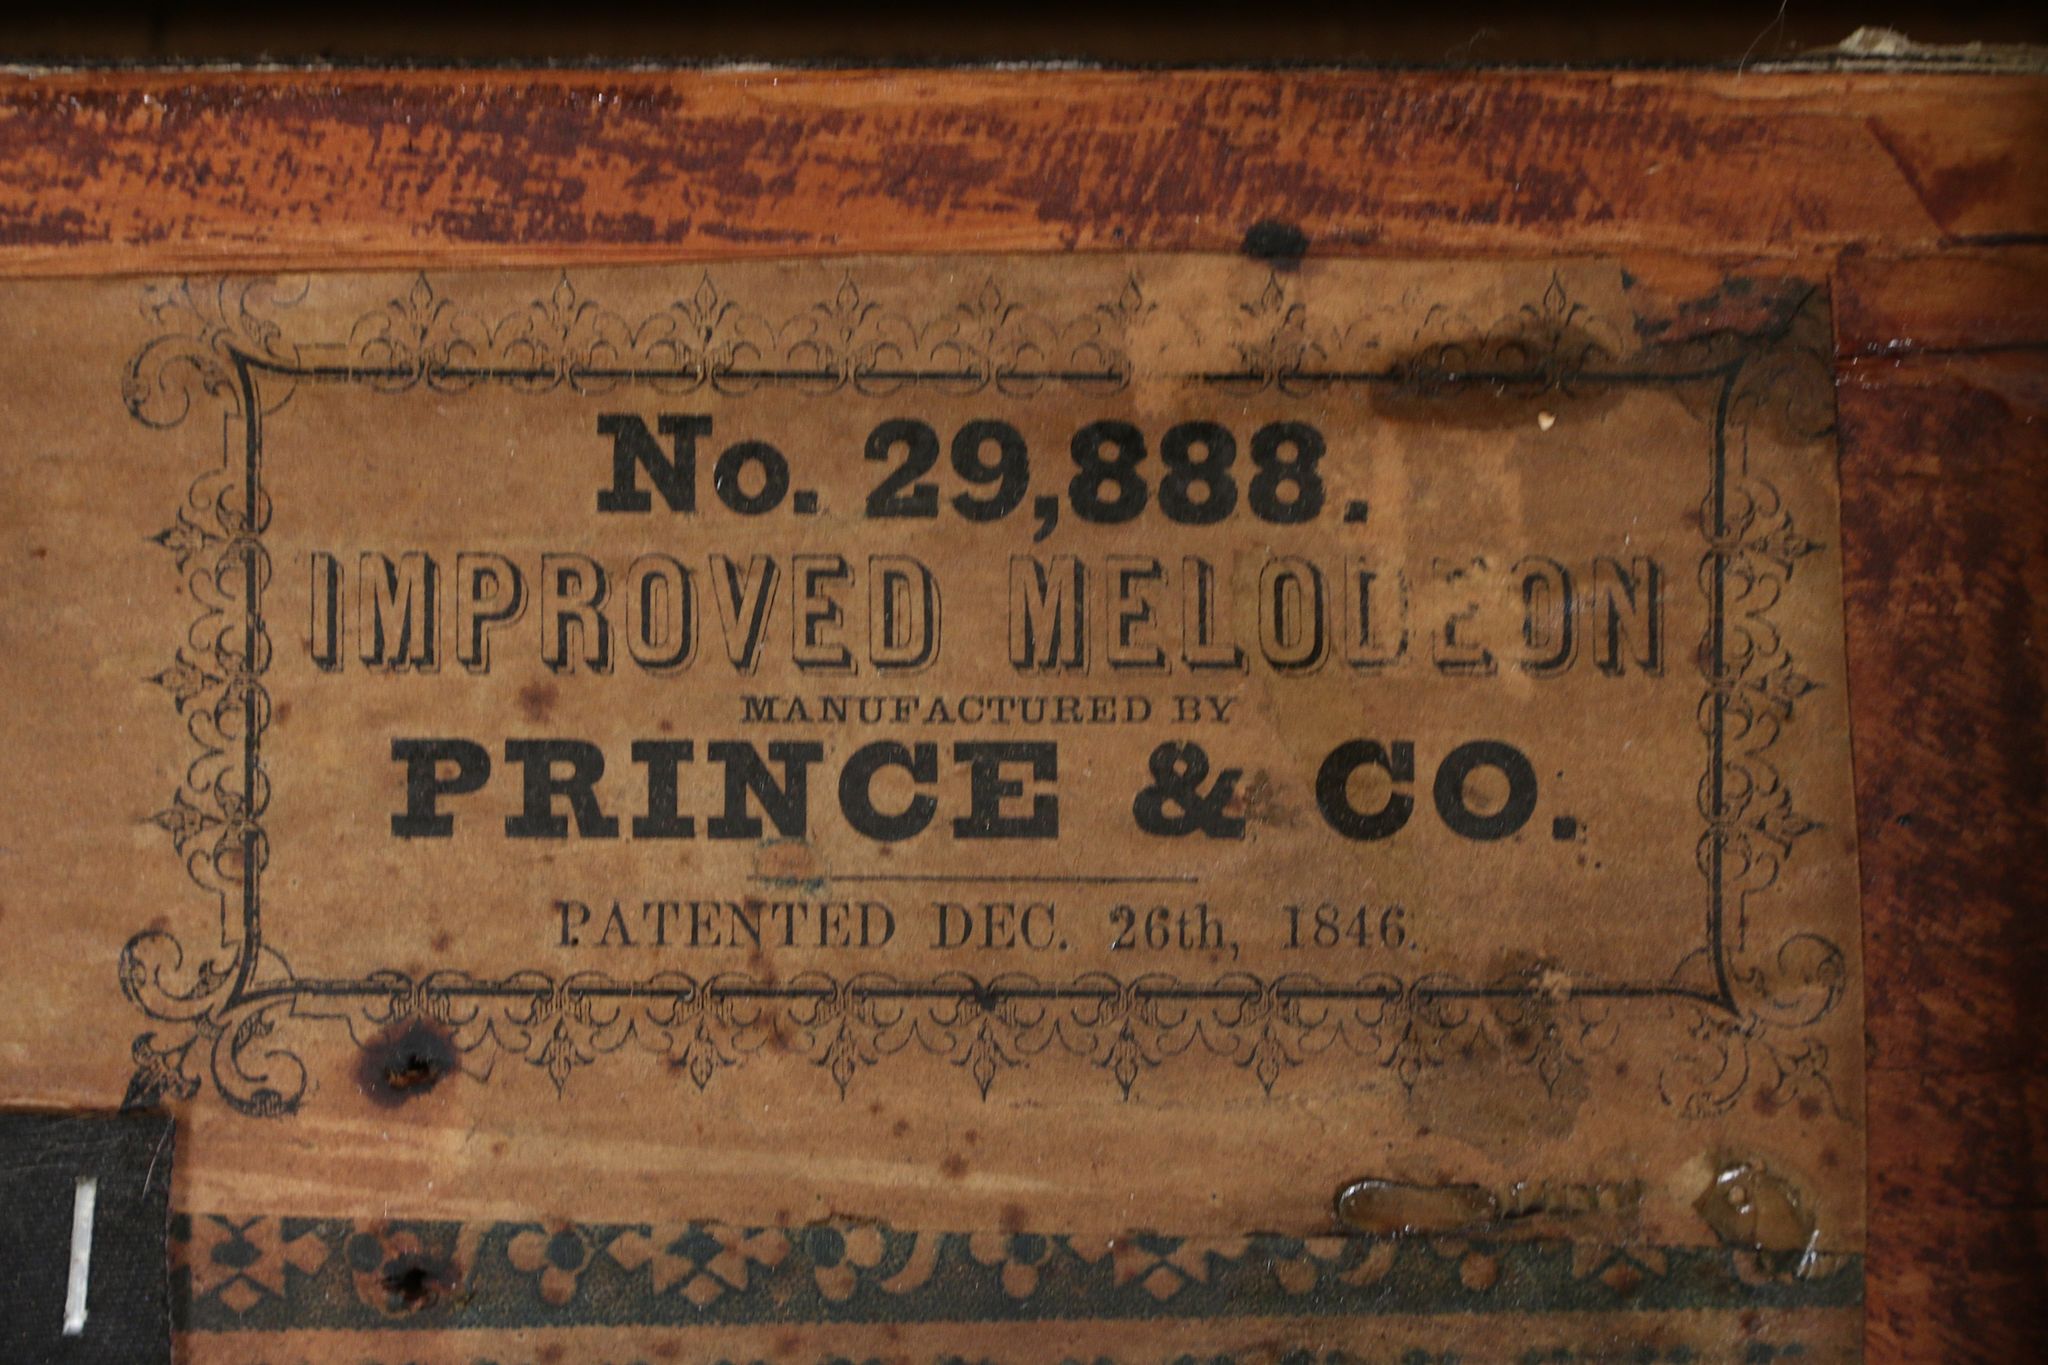 No. 29,888.
IMPROVED MELODEON
MANUFACTURED BY
PRINCE & CO.
PATENTED DEC. 26th, 1846.